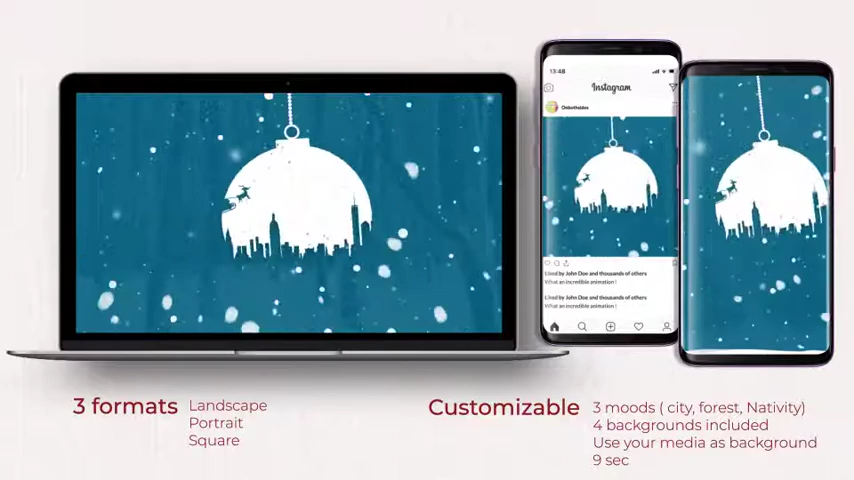 13:48
Instagram
Liked by John Doe and thousands of others
What an incredible animation !
Liked by John Doe and thousands of others
What an incredible animation !
3 formats
Landscape
Portrait
Square
Customizable
3 moods ( city, forest, Nativity)
4 backgrounds included
Use your media as background
9 sec